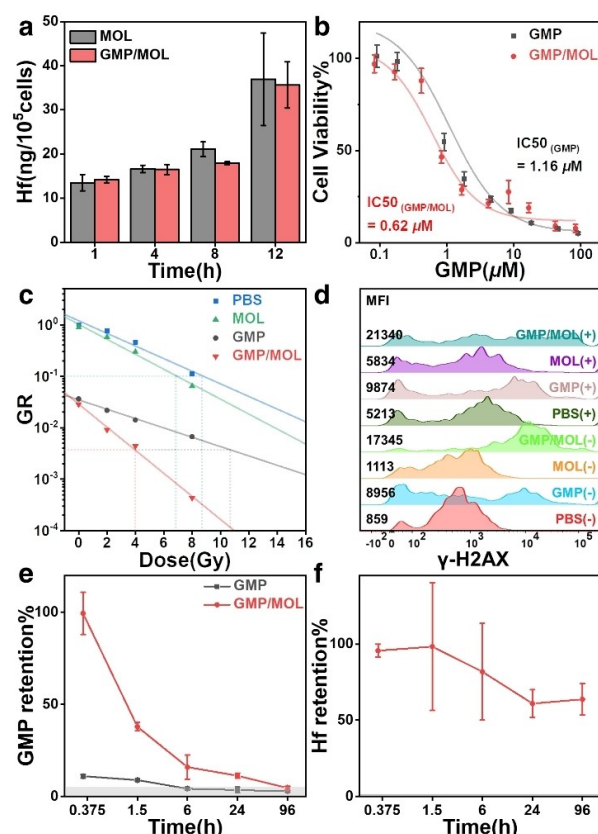 a
Hf(ng/10⁵cells)
50
40
30
20
10
0
MOL
GMP/MOL
1
4
8
12
Time(h)
b
Cell Viability%
100
50
0
GMP
GMP/MOL
IC50 (GMP)
= 1.16 µM
IC50 (GMP/MOL)
= 0.62 µM
0.1
1
10
100
GMP(µM)
c
GR
10⁰
10⁻¹
10⁻²
10⁻³
10⁻⁴
PBS
MOL
GMP
GMP/MOL
0
2
4
6
8
10
12
14
16
Dose(Gy)
d
MFI
21340 GMP/MOL(+)
5834 MOL(+)
9874 GMP(+)
5213 PBS(+)
17345 GMP/MOL(-)
1113 MOL(-)
8956 GMP(-)
859 PBS(-)
-10² 0 10² 10³ 10⁴ 10⁵
γ-H2AX
e
GMP retention%
100
50
0
GMP
GMP/MOL
0.375
1.5
6
24
96
Time(h)
f
Hf retention%
100
50
0
0.375
1.5
6
24
96
Time(h)